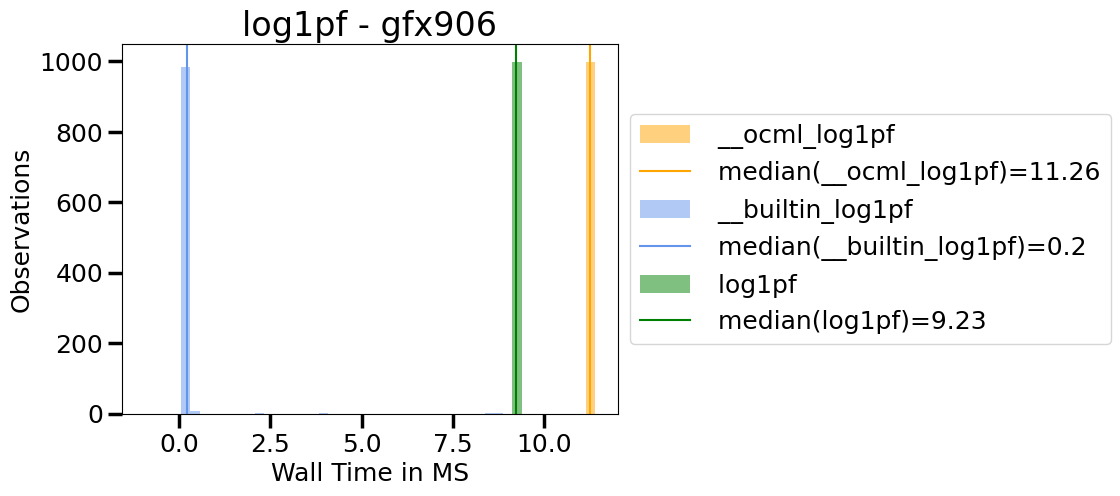 log1pf - gfx906
1000
800
600
400
200
0
Observations
0.0 2.5 5.0 7.5 10.0
Wall Time in MS
__ocml_log1pf
median(__ocml_log1pf)=11.26
__builtin_log1pf
median(__builtin_log1pf)=0.2
log1pf
median(log1pf)=9.23